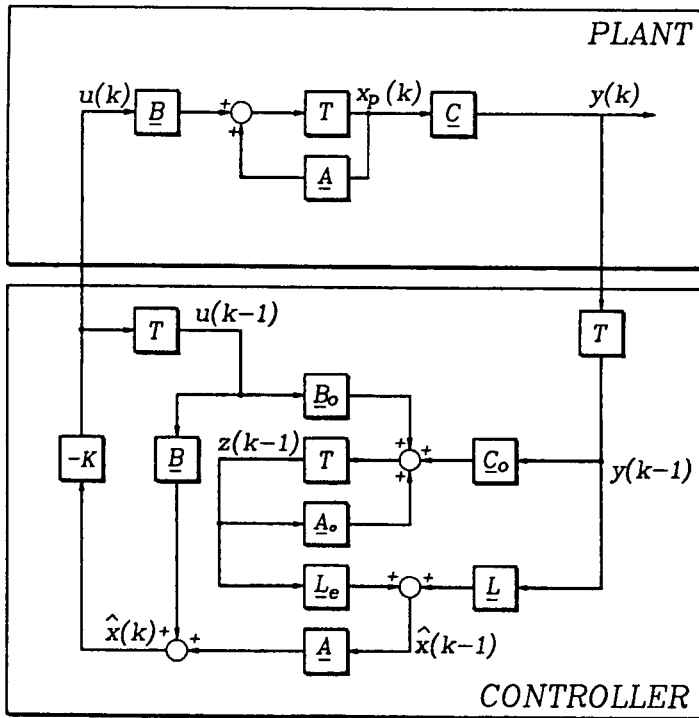 PLANT
u(k)
B
+
+
T
x_p(k)
C
y(k)
A
T
u(k-1)
T
B_o
-K
B
z(k-1)
T
+
+
+
C_o
y(k-1)
A_o
L_e
+
+
L
x̂(k)
+
+
A
x̂(k-1)
CONTROLLER